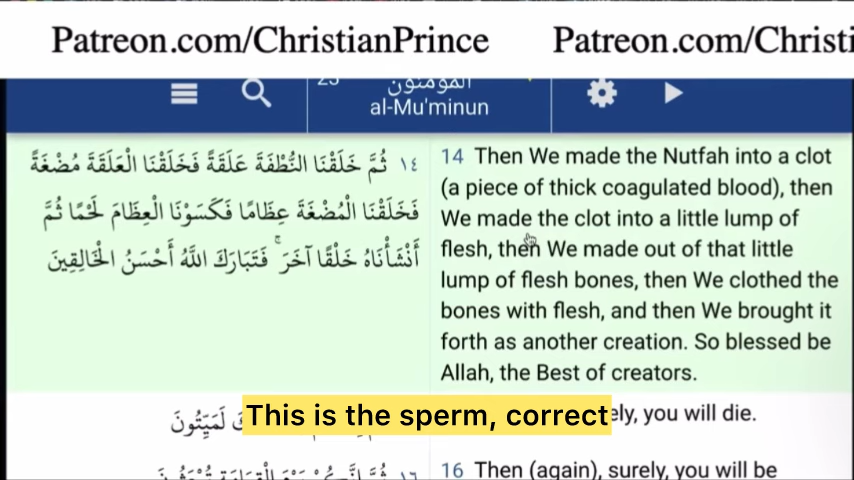 Patreon.com/ChristianPrince Patreon.com/Christi
المؤمنون
al-Mu'minun
١٤ ثُمَّ خَلَقْنَا النُّطْفَةَ عَلَقَةً فَخَلَقْنَا الْعَلَقَةَ مُضْغَةً
فَخَلَقْنَا الْمُضْغَةَ عِظَامًا فَكَسَوْنَا الْعِظَامَ لَحْمًا ثُمَّ
أَنْشَأْنَاهُ خَلْقًا آخَرَ ۚ فَتَبَارَكَ اللَّهُ أَحْسَنُ الْخَالِقِينَ
14 Then We made the Nutfah into a clot
(a piece of thick coagulated blood), then
We made the clot into a little lump of
flesh, then We made out of that little
lump of flesh bones, then We clothed the
bones with flesh, and then We brought it
forth as another creation. So blessed be
Allah, the Best of creators.
لَمَيِّتُونَ
ely, you will die.
This is the sperm, correct
16 Then (again), surely, you will be